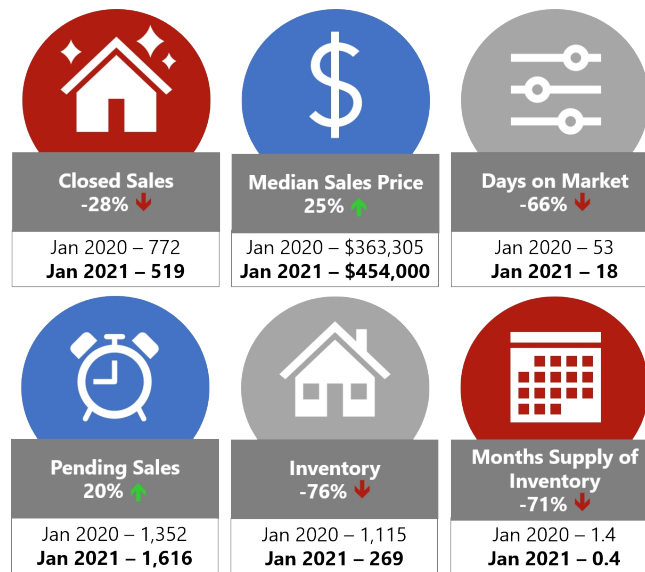 $
Closed Sales
-28%
Jan 2020 – 772
Jan 2021 – 519
Median Sales Price
25%
Jan 2020 – $363,305
Jan 2021 – $454,000
Days on Market
-66%
Jan 2020 – 53
Jan 2021 – 18
Pending Sales
20%
Jan 2020 – 1,352
Jan 2021 – 1,616
Inventory
-76%
Jan 2020 – 1,115
Jan 2021 – 269
Months Supply of
Inventory
-71%
Jan 2020 – 1.4
Jan 2021 – 0.4